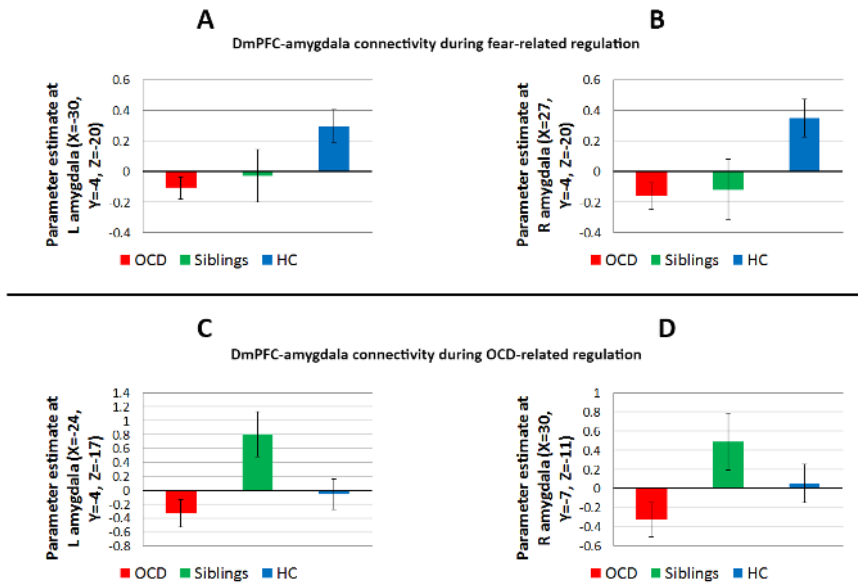 A
B
DmPFC-amygdala connectivity during fear-related regulation
Parameter estimate at
L amygdala (X=-30,
Y=-4, Z=-20)
0.6
0.4
0.2
0
-0.2
-0.4
OCD Siblings HC
Parameter estimate at
R amygdala (X=27,
Y=-4, Z=-20)
0.6
0.4
0.2
0
-0.2
-0.4
OCD Siblings HC
C
D
DmPFC-amygdala connectivity during OCD-related regulation
Parameter estimate at
L amygdala (X=-24,
Y=-4, Z=-17)
1.4
1.2
1
0.8
0.6
0.4
0.2
0
-0.2
-0.4
-0.6
-0.8
OCD Siblings HC
Parameter estimate at
R amygdala (X=30,
Y=-7, Z=-11)
1
0.8
0.6
0.4
0.2
0
-0.2
-0.4
-0.6
OCD Siblings HC